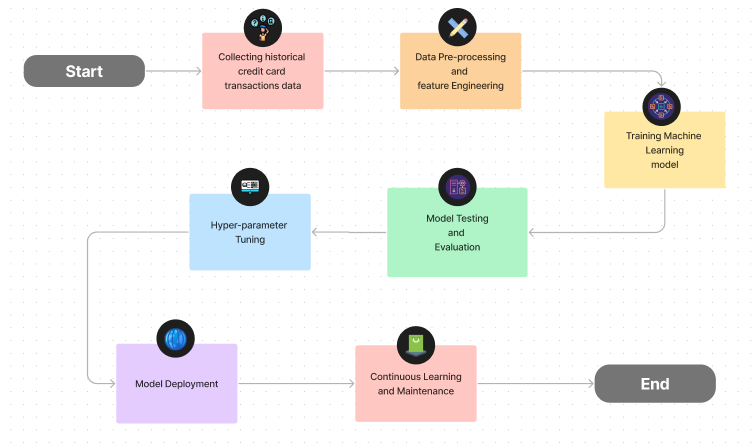 Start
Collecting historical
credit card
transactions data
Data Pre-processing
and
feature Engineering
Training Machine
Learning
model
Model Testing
and
Evaluation
Hyper-parameter
Tuning
Model Deployment
Continuous Learning
and Maintenance
End